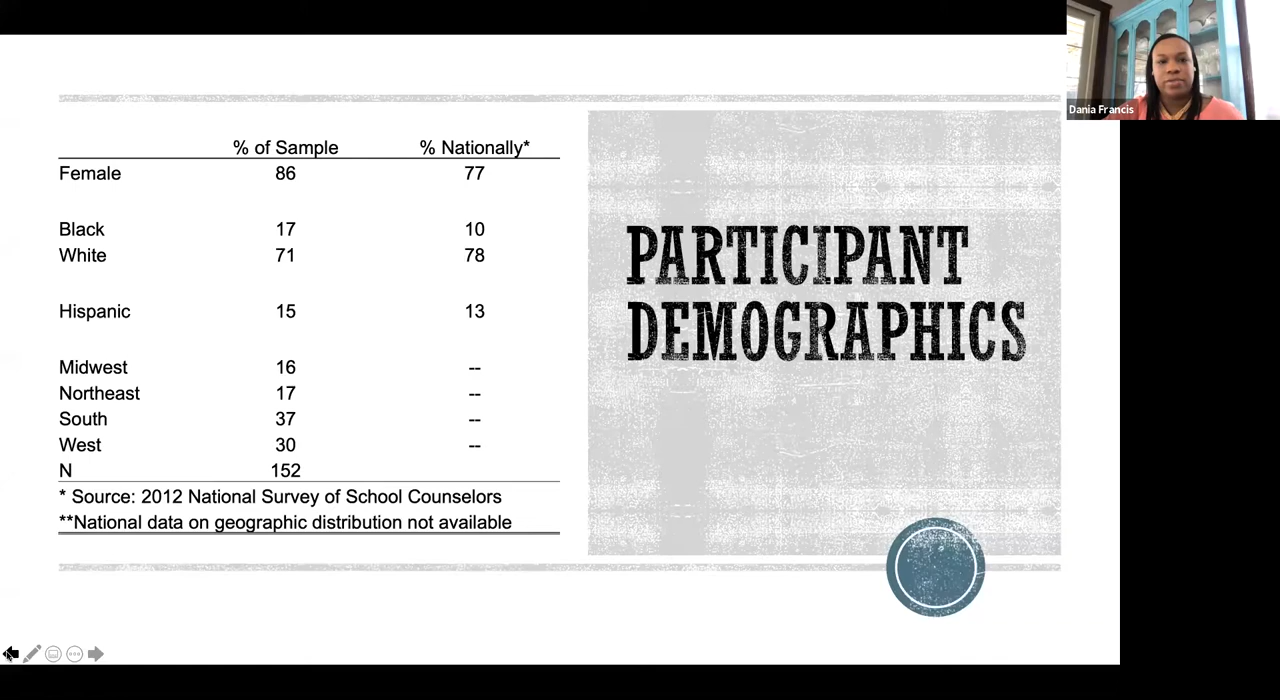 Dania Francis
% of Sample % Nationally*
Female 86 77
Black 17 10
White 71 78
Hispanic 15 13
Midwest 16 --
Northeast 17 --
South 37 --
West 30 --
N 152
* Source: 2012 National Survey of School Counselors
**National data on geographic distribution not available
PARTICIPANT
DEMOGRAPHICS